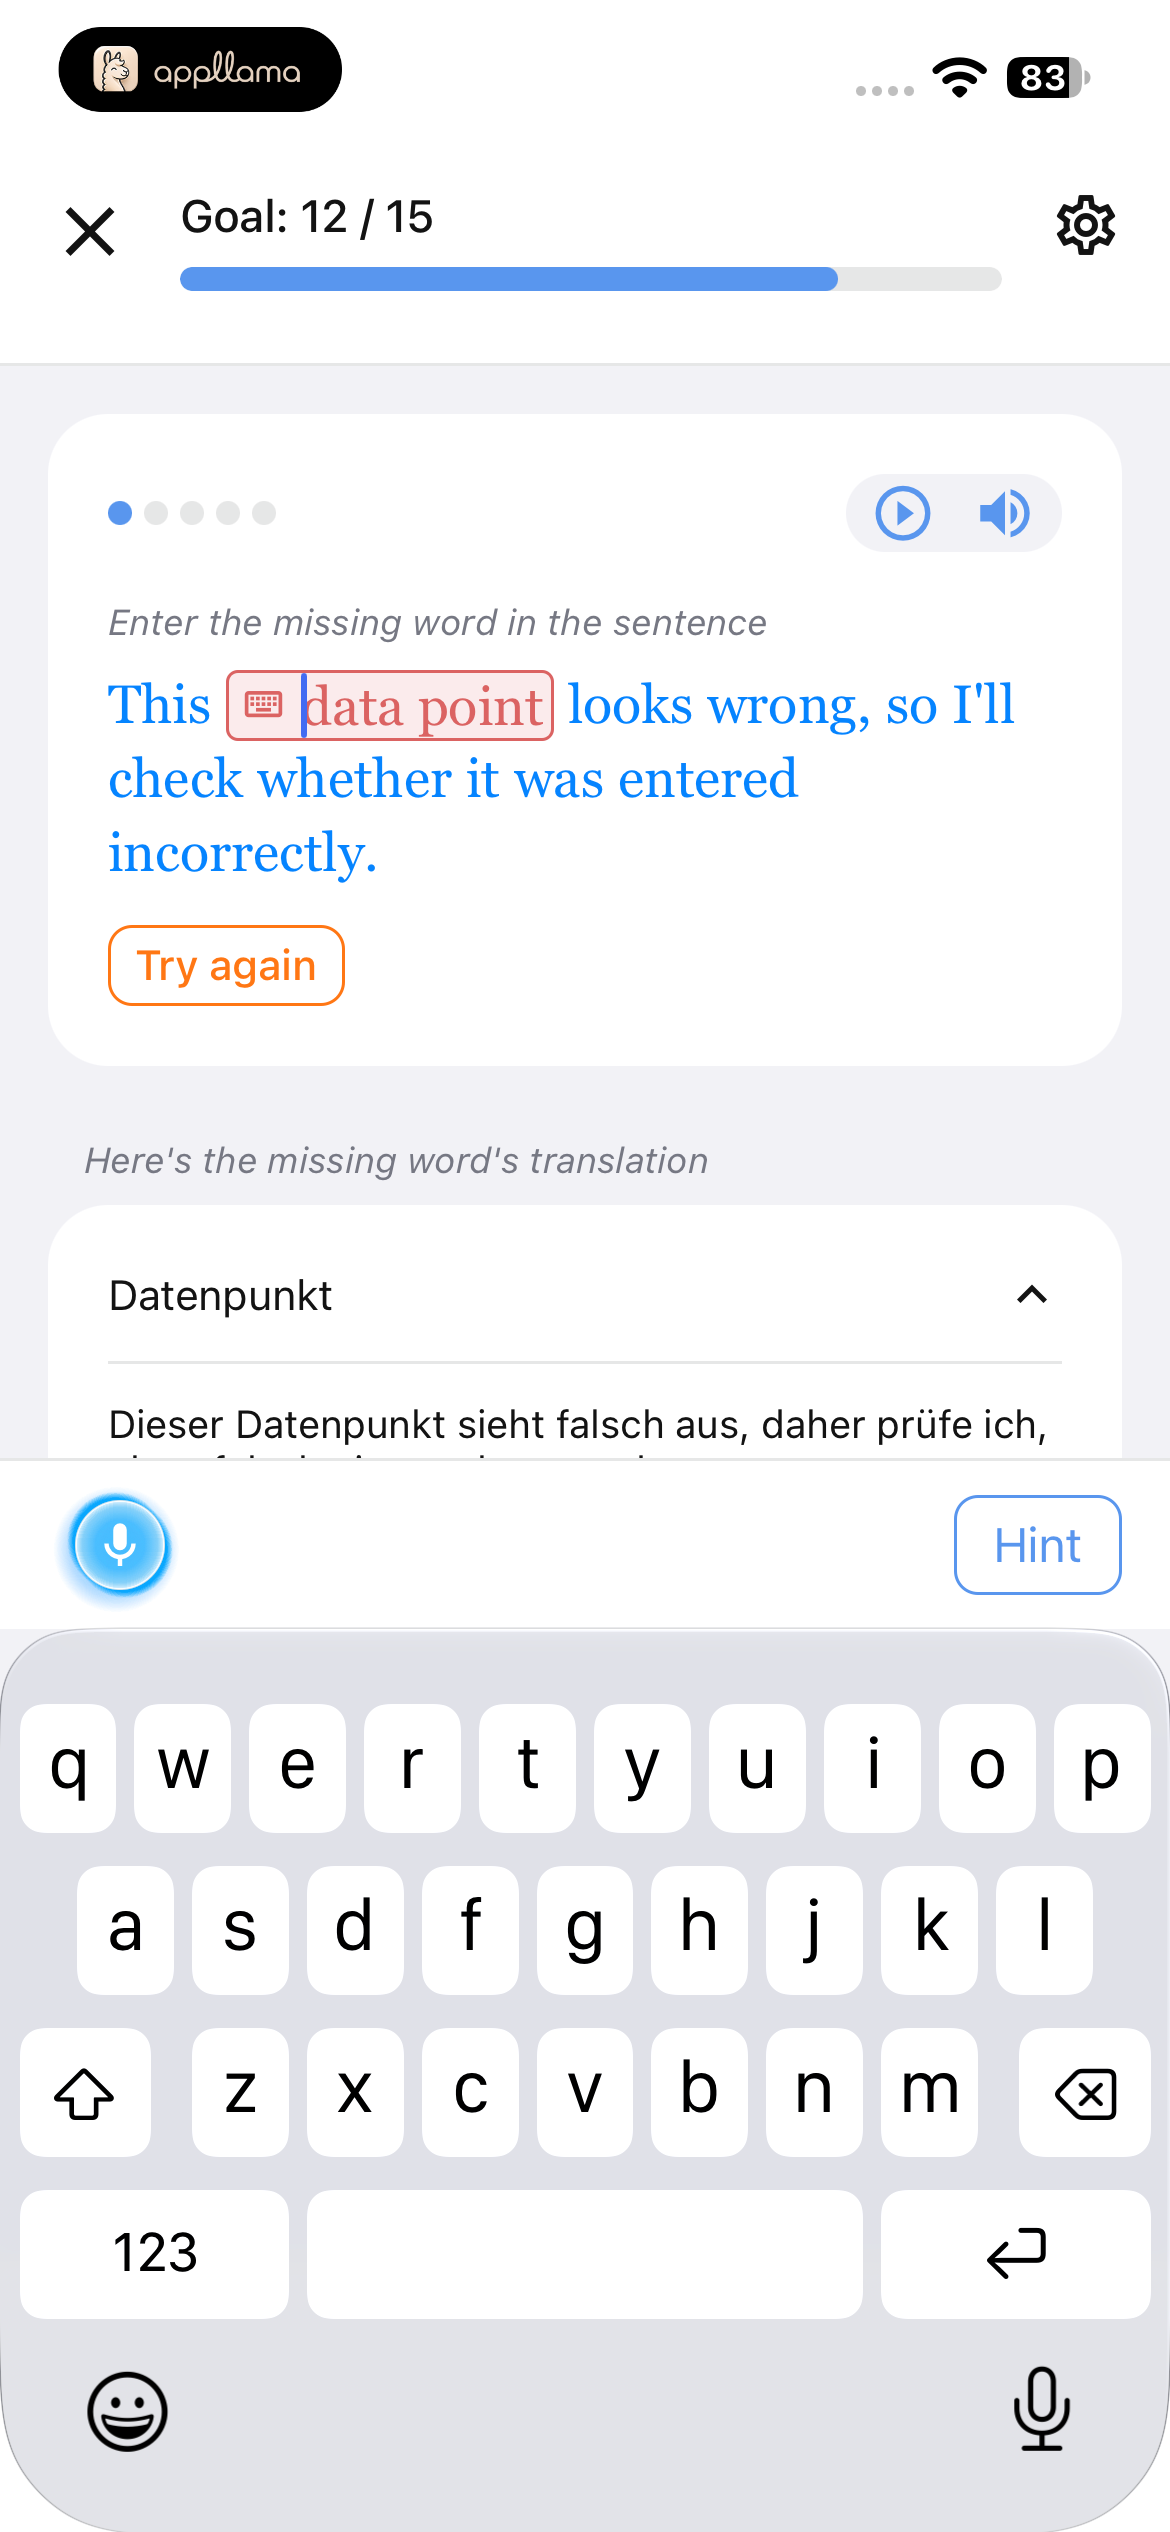 appllama
83
Goal: 12 / 15
Enter the missing word in the sentence
This data point looks wrong, so I'll
check whether it was entered
incorrectly.
Try again
Here's the missing word's translation
Datenpunkt
Dieser Datenpunkt sieht falsch aus, daher prüfe ich,
Hint
q w e r t y u i o p
a s d f g h j k l
z x c v b n m
123